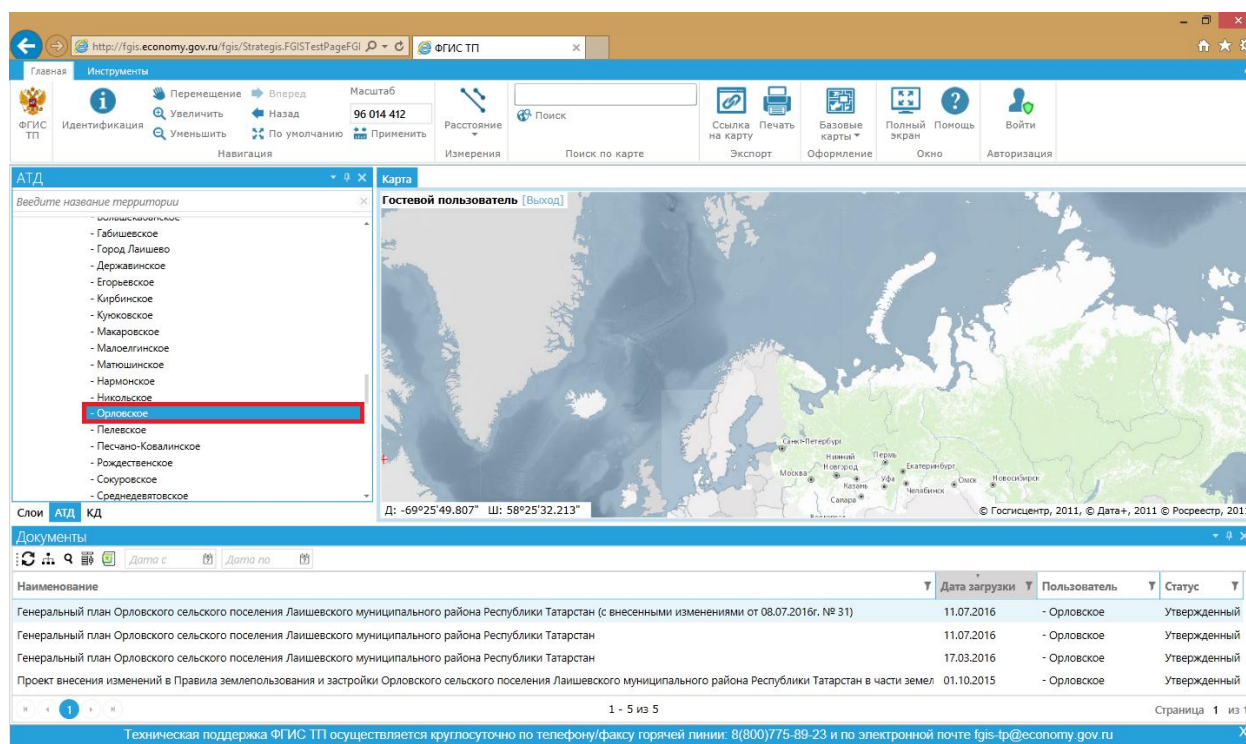 http://fgis.economy.gov.ru/fgis/Strategis.FGISTestPageFGI
ФГИС ТП
Главная Инструменты
ФГИС ТП
Идентификация
Перемещение Вперед Масштаб
Увеличить Назад 96 014 412
Уменьшить По умолчанию Применить
Навигация
Расстояние
Измерения
Поиск
Поиск по карте
Ссылка на карту Печать
Экспорт
Базовые карты
Оформление
Полный экран Помощь
Окно
Войти
Авторизация
АТД
Введите название территории
- Большекабанское
- Габишевское
- Город Лаишево
- Державинское
- Егорьевское
- Кирбинское
- Куюковское
- Макаровское
- Малоелгинское
- Матюшинское
- Нармонское
- Никольское
- Орловское
- Пелевское
- Песчано-Ковалинское
- Рождественское
- Сокуровское
- Среднедевятовское
Слои АТД КД
Карта
Гостевой пользователь [Выход]
Санкт-Петербург
Нижний Новгород
Пермь
Москва
Казань
Уфа
Екатеринбург
Челябинск
Омск
Новосибирск
Самара
Д: -69°25'49.807" Ш: 58°25'32.213"
© Госгисцентр, 2011, © Дата+, 2011 © Росреестр, 201
Документы
Дата с Дата по
Наименование Дата загрузки Пользователь Статус
Генеральный план Орловского сельского поселения Лаишевского муниципального района Республики Татарстан (с внесенными изменениями от 08.07.2016г. № 31) 11.07.2016 - Орловское Утвержденный
Генеральный план Орловского сельского поселения Лаишевского муниципального района Республики Татарстан 11.07.2016 - Орловское Утвержденный
Генеральный план Орловского сельского поселения Лаишевского муниципального района Республики Татарстан 17.03.2016 - Орловское Утвержденный
Проект внесения изменений в Правила землепользования и застройки Орловского сельского поселения Лаишевского муниципального района Республики Татарстан в части земел 01.10.2015 - Орловское Утвержденный
1 1 - 5 из 5 Страница 1 из 1
Техническая поддержка ФГИС ТП осуществляется круглосуточно по телефону/факсу горячей линии: 8(800)775-89-23 и по электронной почте fgis-tp@economy.gov.ru